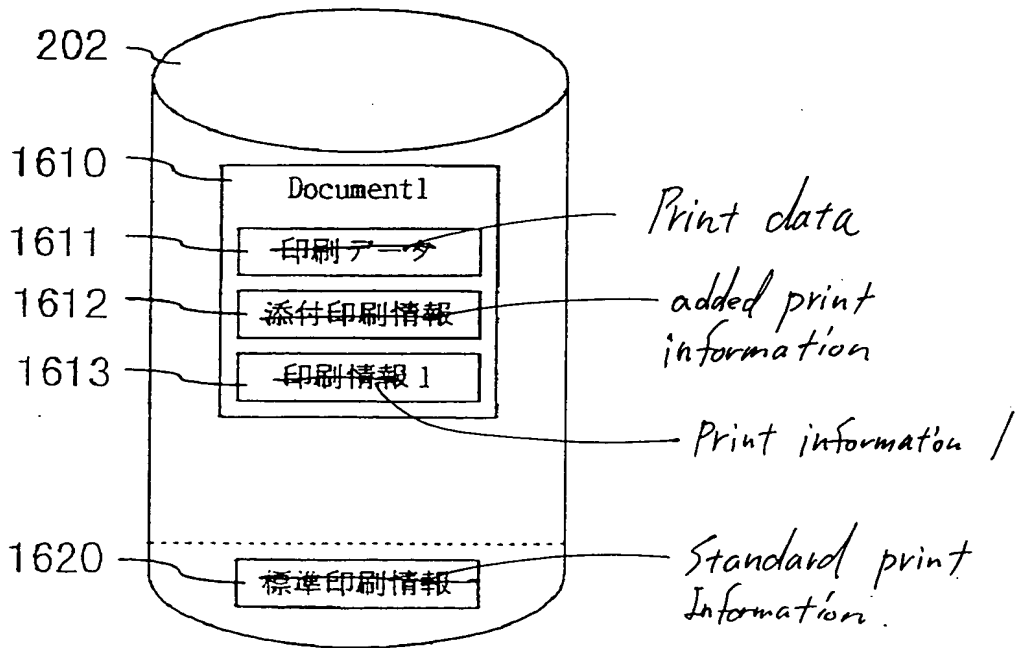 202
1610
Document1
1611
印刷データ
Print data
1612
添付印刷情報
added print
information
1613
印刷情報1
Print information 1
1620
標準印刷情報
Standard print
Information.